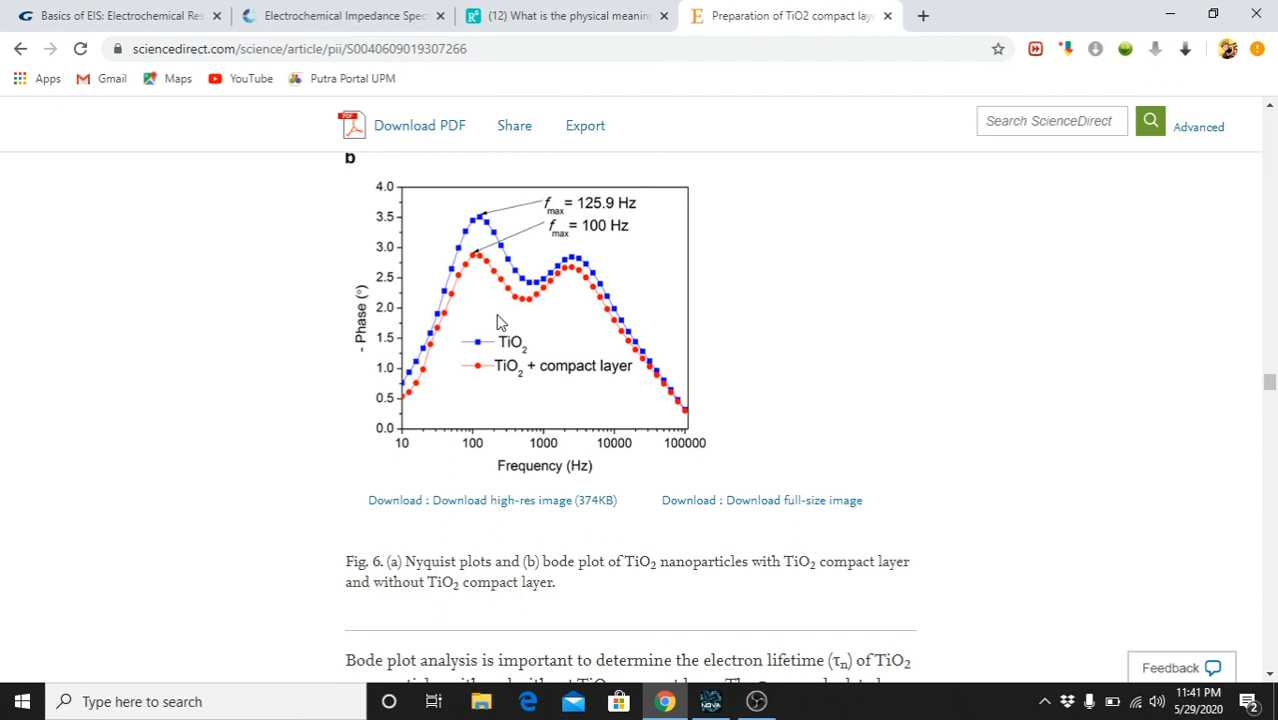 Basics of EIS: Electrochemical Res
Electrochemical Impedance Spec
(12) What is the physical meaning
Preparation of TiO2 compact laye
sciencedirect.com/science/article/pii/S0040609019307266
Apps
Gmail
Maps
YouTube
Putra Portal UPM
Download PDF
Share
Export
Search ScienceDirect
Advanced
b
4.0
3.5
3.0
2.5
2.0
1.5
1.0
0.5
0.0
- Phase (°)
fmax = 125.9 Hz
fmax = 100 Hz
TiO2
TiO2 + compact layer
10
100
1000
10000
100000
Frequency (Hz)
Download : Download high-res image (374KB)
Download : Download full-size image
Fig. 6. (a) Nyquist plots and (b) bode plot of TiO2 nanoparticles with TiO2 compact layer
and without TiO2 compact layer.
Bode plot analysis is important to determine the electron lifetime (τn) of TiO2
Feedback
Type here to search
11:41 PM
5/29/2020
2